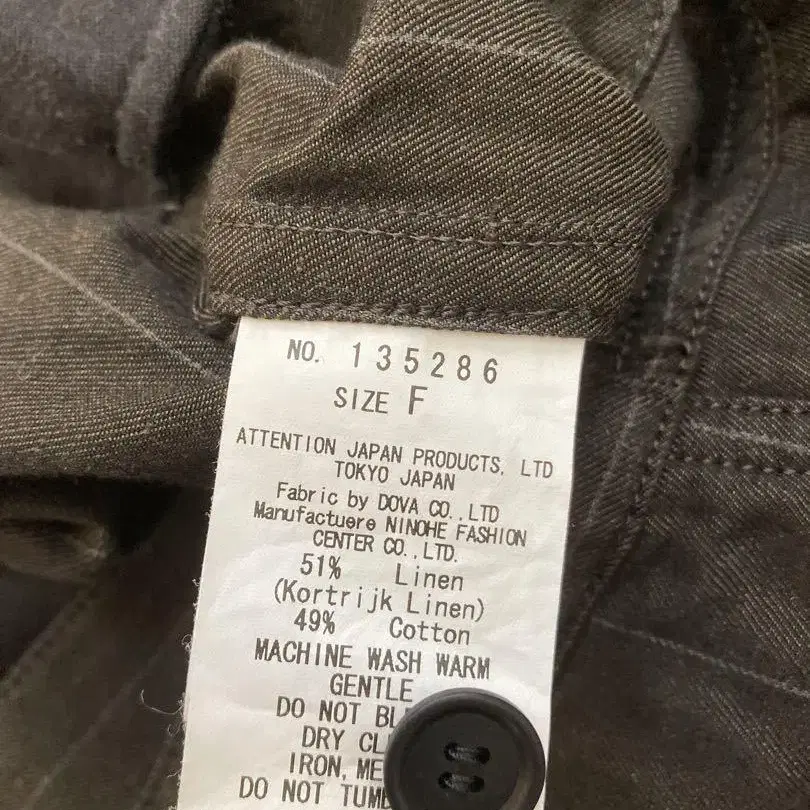 NO. 135286
SIZE F
ATTENTION JAPAN PRODUCTS, LTD
TOKYO JAPAN
Fabric by DOVA CO.,LTD
Manufactuere NINOHE FASHION
CENTER CO.,LTD.
51% Linen
(Kortrijk Linen)
49% Cotton
MACHINE WASH WARM
GENTLE
DO NOT
DRY
IRON,
DO NOT